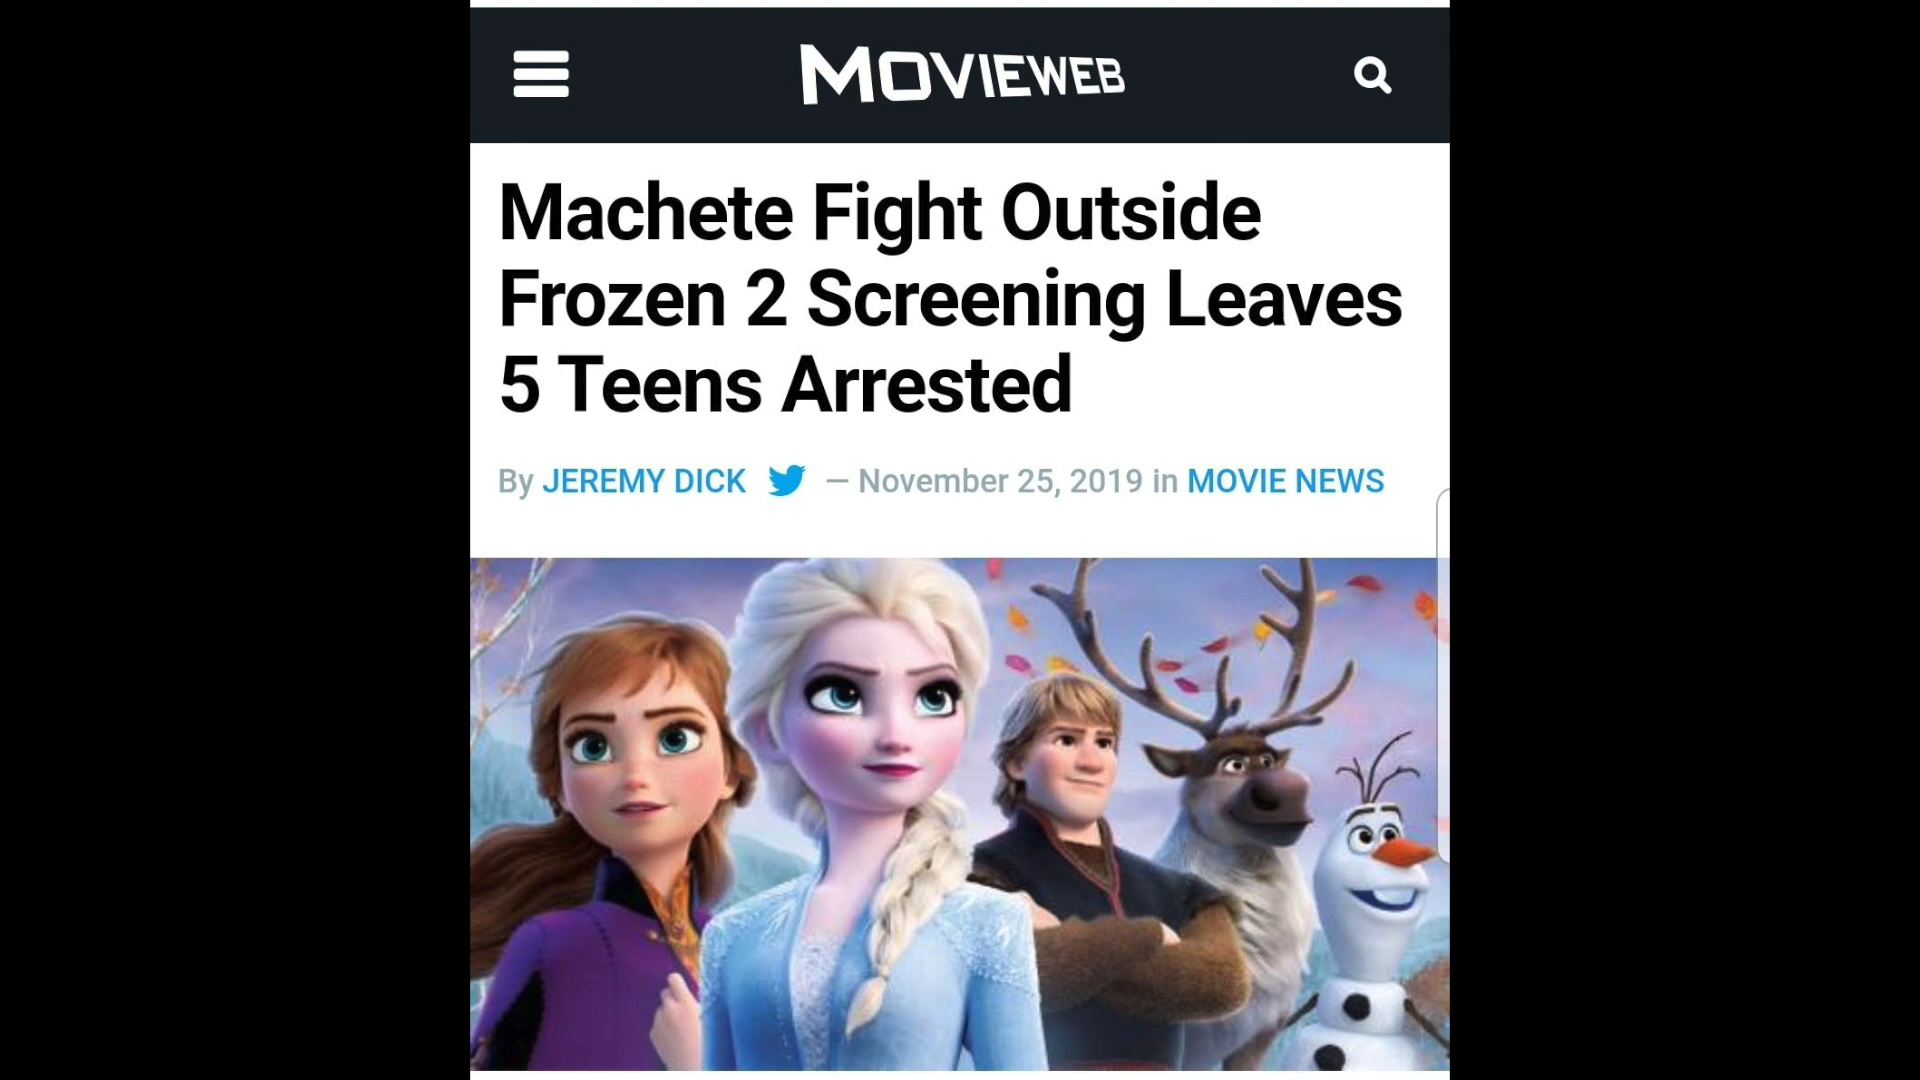 MOVIEWEB
Machete Fight Outside
Frozen 2 Screening Leaves
5 Teens Arrested
By JEREMY DICK — November 25, 2019 in MOVIE NEWS